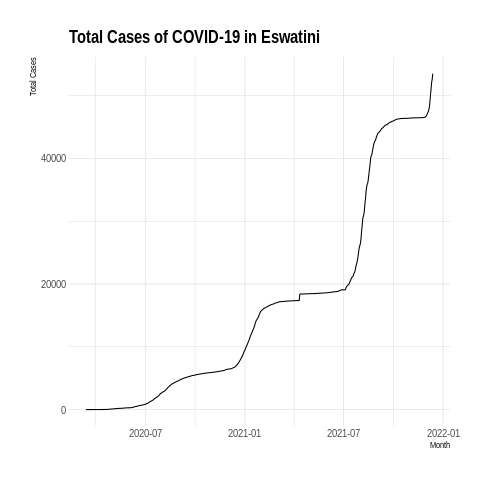 Total Cases of COVID-19 in Eswatini
Total Cases
40000
20000
0
2020-07 2021-01 2021-07 2022-01
Month